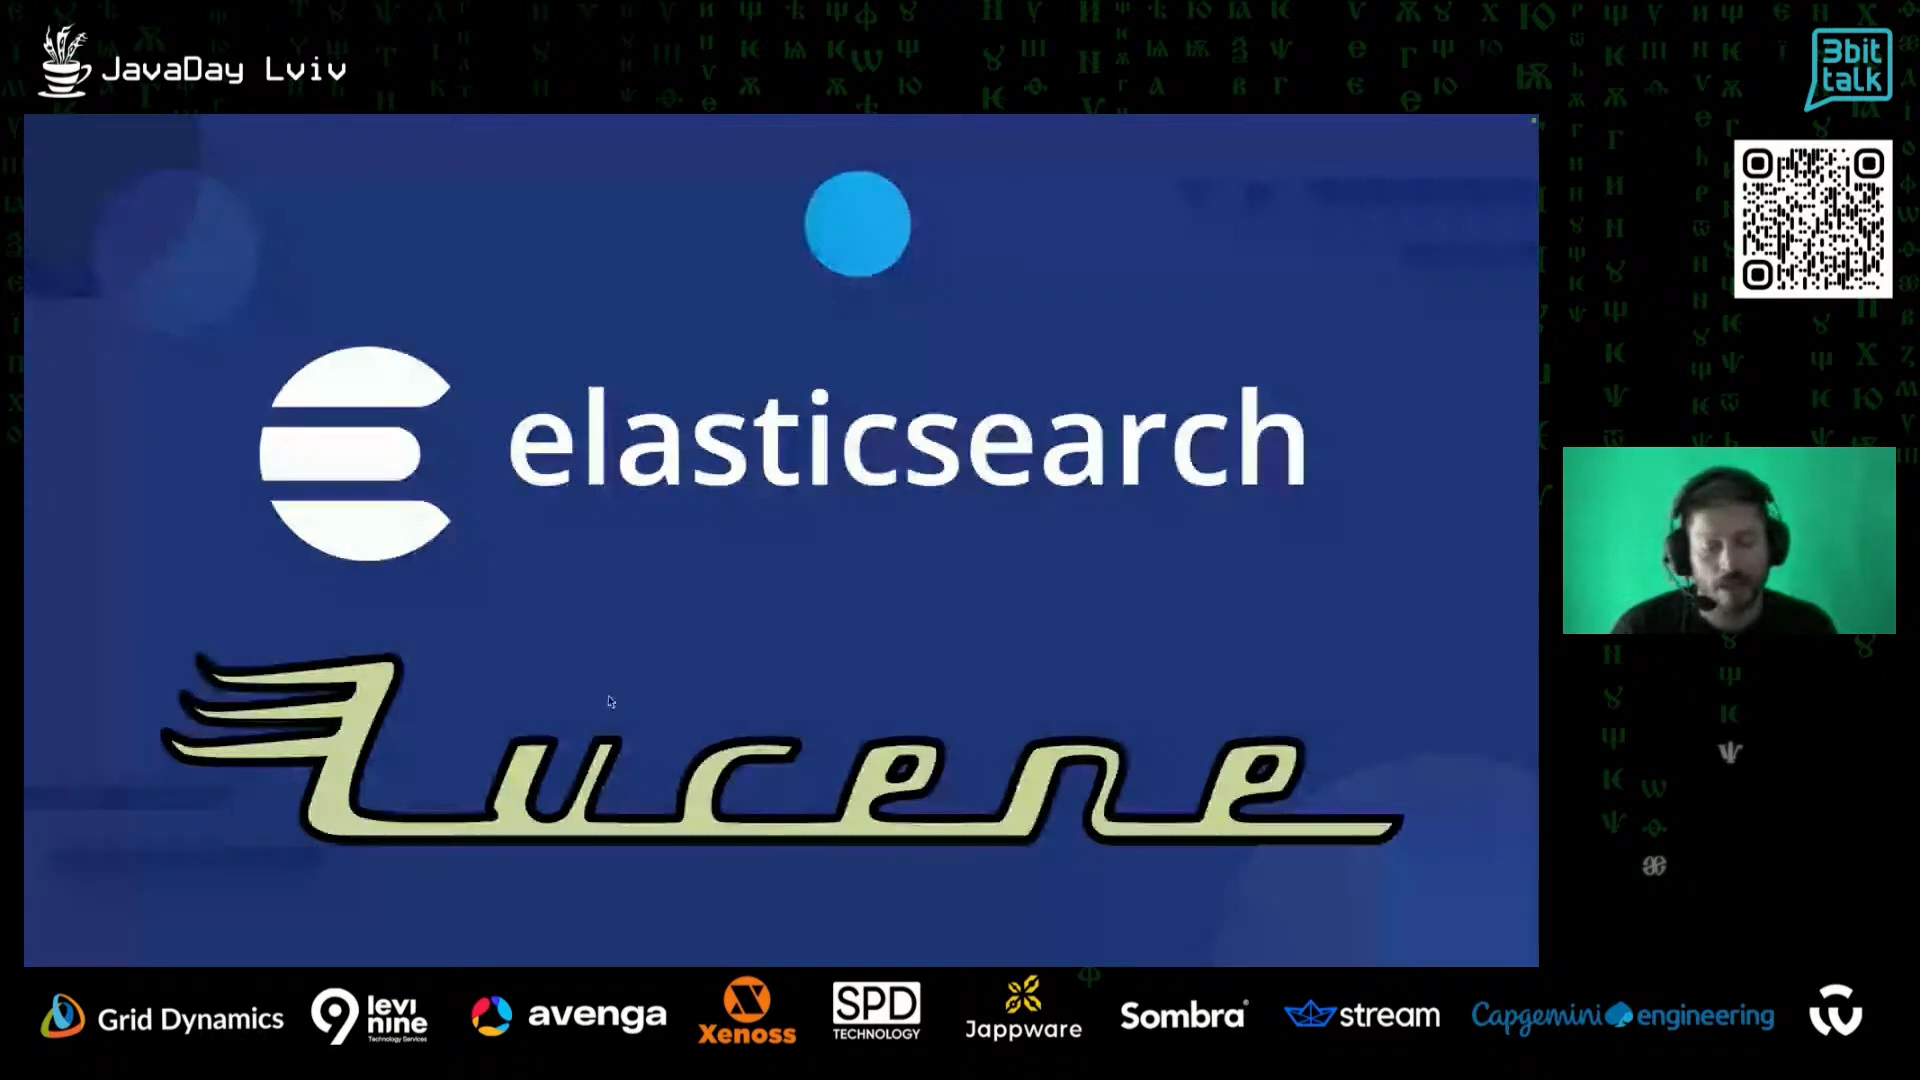 JavaDay Lviv
3bit
talk
elasticsearch
Lucene
Grid Dynamics
9 levi
nine
Technology Services
avenga
Xenoss
SPD
TECHNOLOGY
Jappware
Sombra
stream
Capgemini engineering